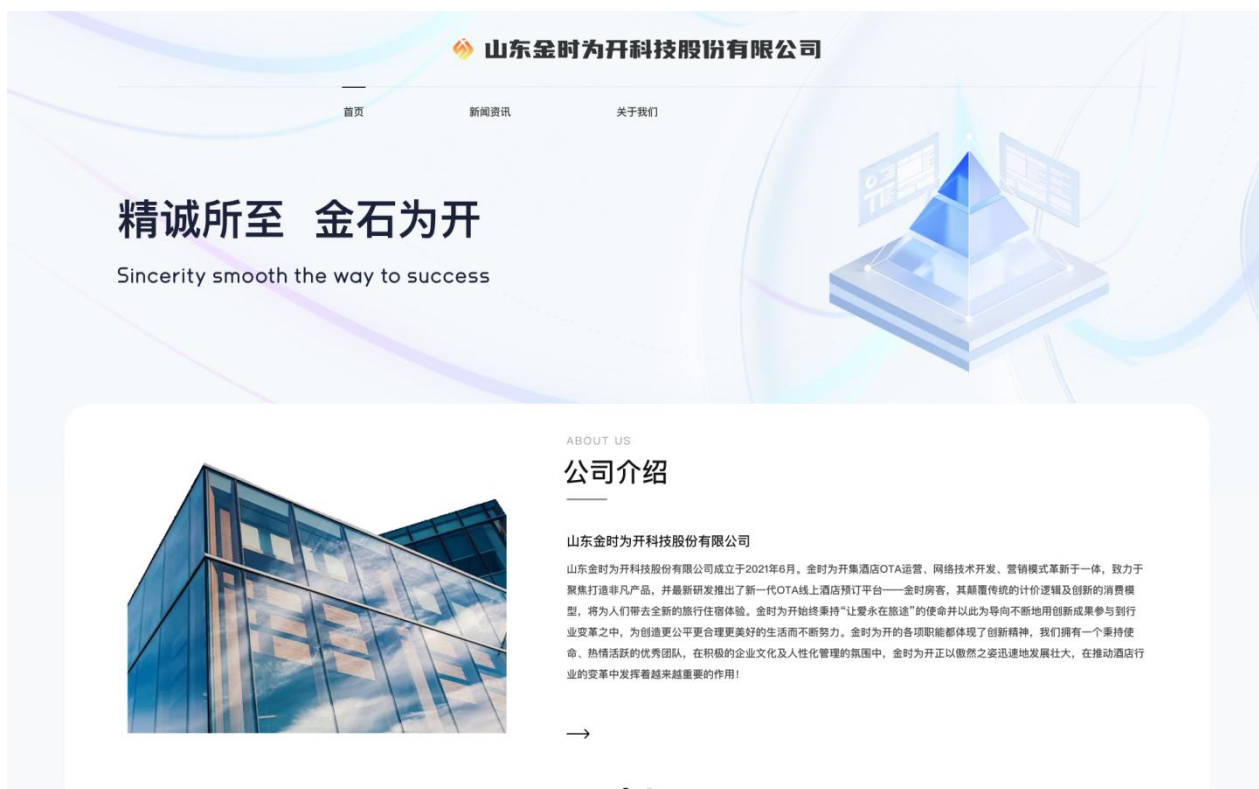 山东金时为开科技股份有限公司
首页 新闻资讯 关于我们
精诚所至 金石为开
Sincerity smooth the way to success
ABOUT US
公司介绍
山东金时为开科技股份有限公司
山东金时为开科技股份有限公司成立于2021年6月。金时为开集酒店OTA运营、网络技术开发、营销模式革新于一体，致力于
聚焦打造非凡产品，并最新研发推出了新一代OTA线上酒店预订平台——金时房客，其颠覆传统的计价逻辑及创新的消费模
型，将为人们带去全新的旅行住宿体验。金时为开始终秉持“让爱永在旅途”的使命并以此为导向不断地用创新成果参与到行
业变革之中，为创造更公平更合理更美好的生活而不断努力。金时为开的各项职能都体现了创新精神，我们拥有一个秉持使
命、热情活跃的优秀团队，在积极的企业文化及人性化管理的氛围中，金时为开正以傲然之姿迅速地发展壮大，在推动酒店行
业的变革中发挥着越来越重要的作用！